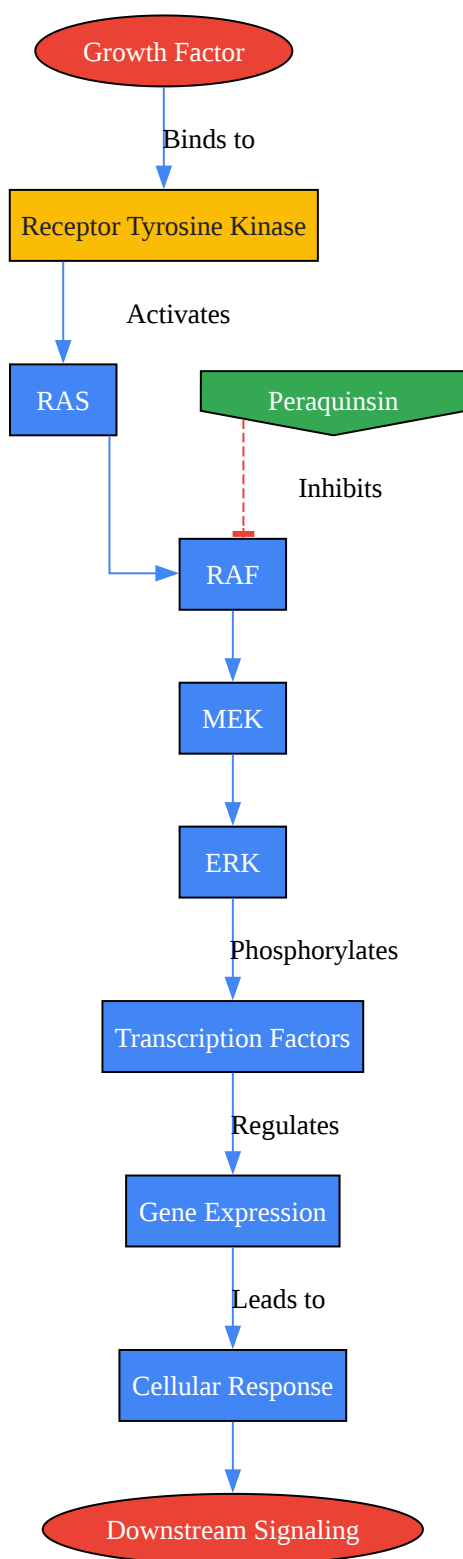 Growth Factor
Binds to
Receptor Tyrosine Kinase
Activates
RAS
Peraquinsin
Inhibits
RAF
MEK
ERK
Phosphorylates
Transcription Factors
Regulates
Gene Expression
Leads to
Cellular Response
Downstream Signaling